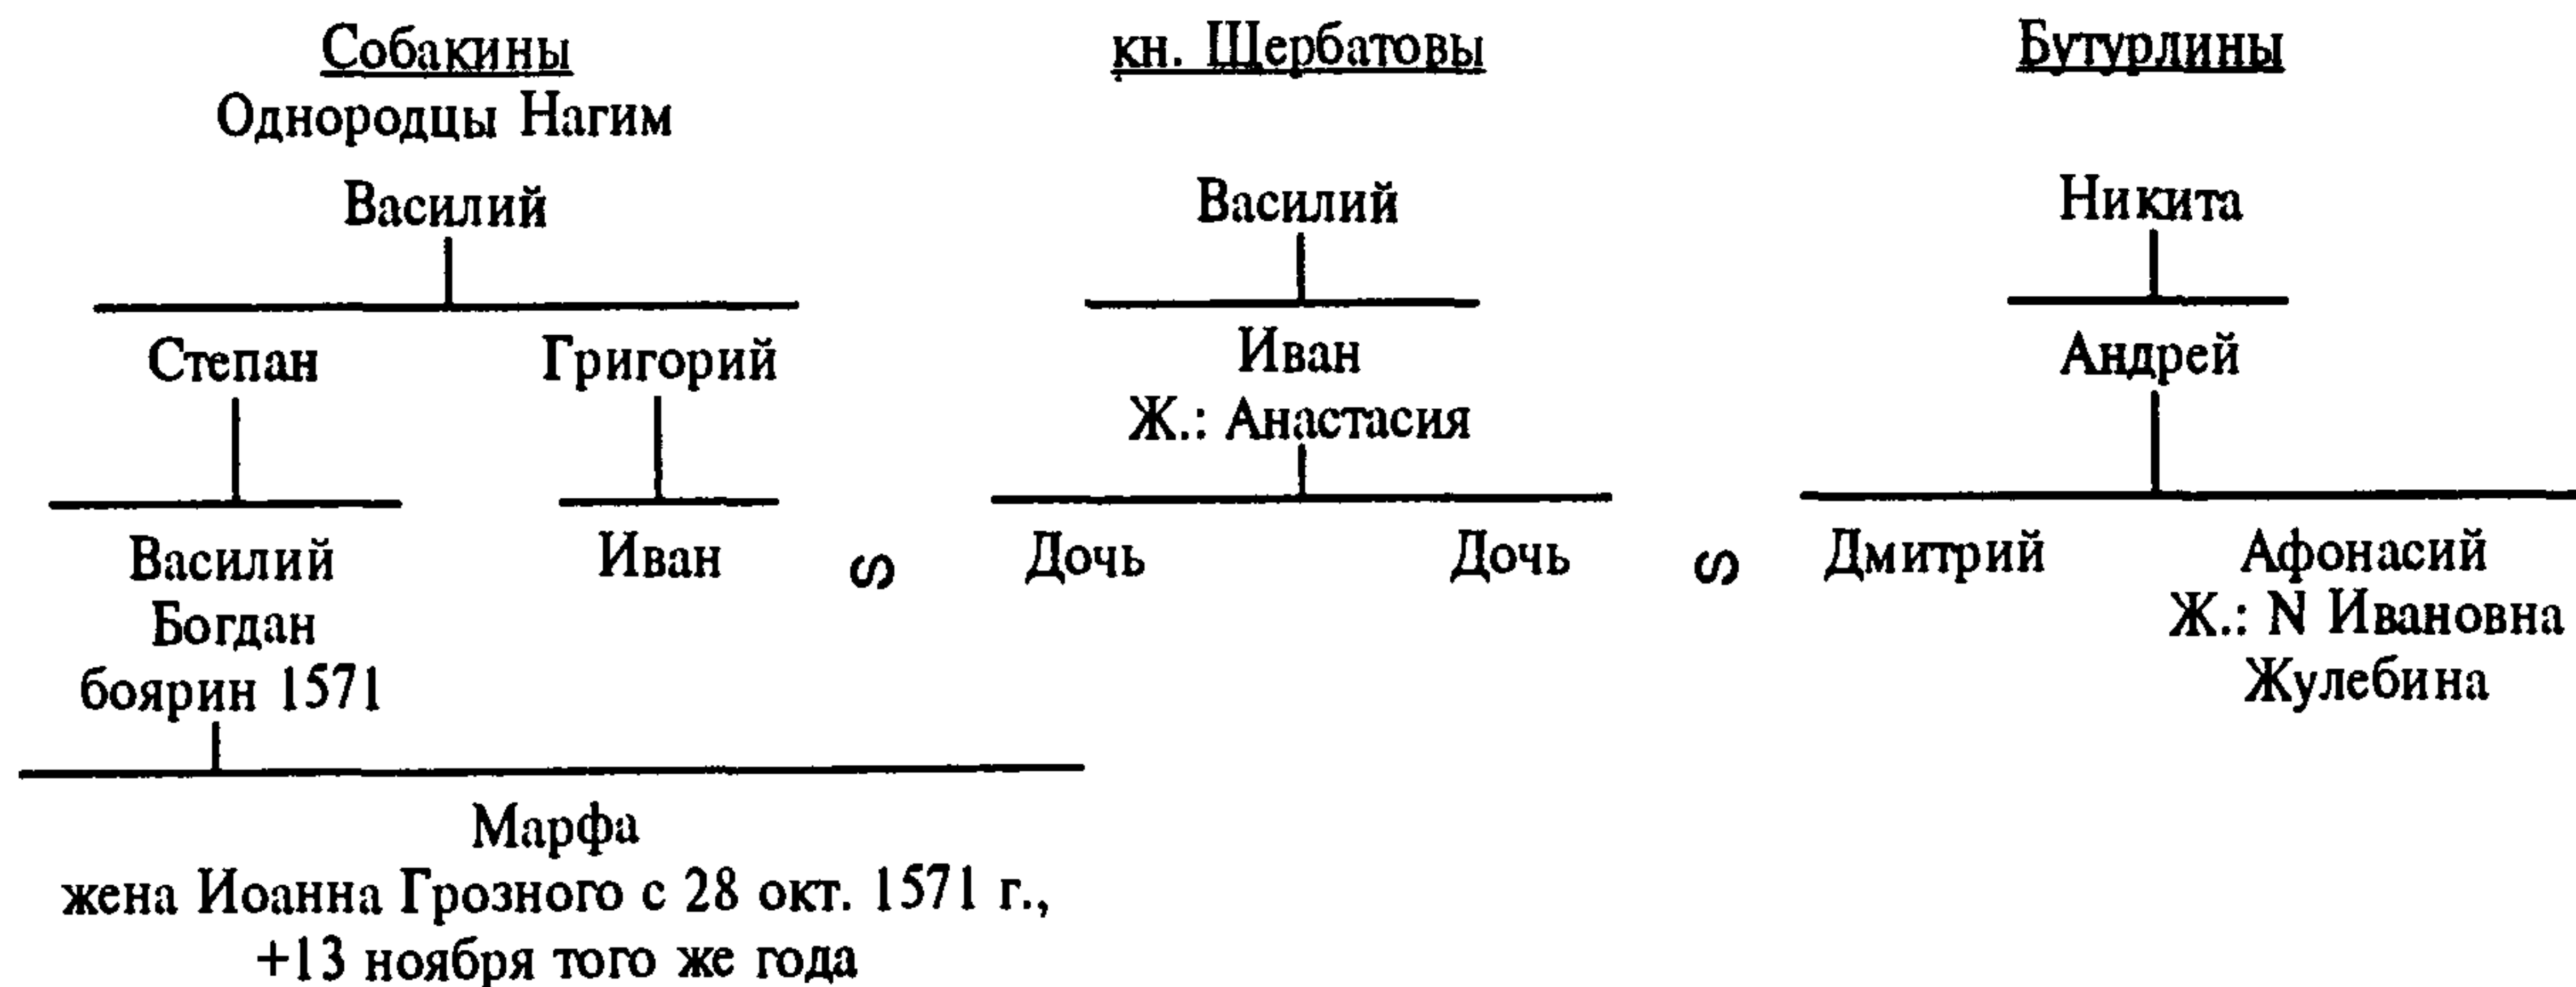 Собакины
Однородцы Нагим
кн. Щербатовы
Бутурлины
Василий
Василий
Никита
Степан
Григорий
Иван
Ж.: Анастасия
Андрей
Василий
Богдан
боярин 1571
Иван
S
Дочь
Дочь
S
Дмитрий
Афонасий
Ж.: N Ивановна
Жулебина
Марфа
жена Иоанна Грозного с 28 окт. 1571 г.,
+13 ноября того же года